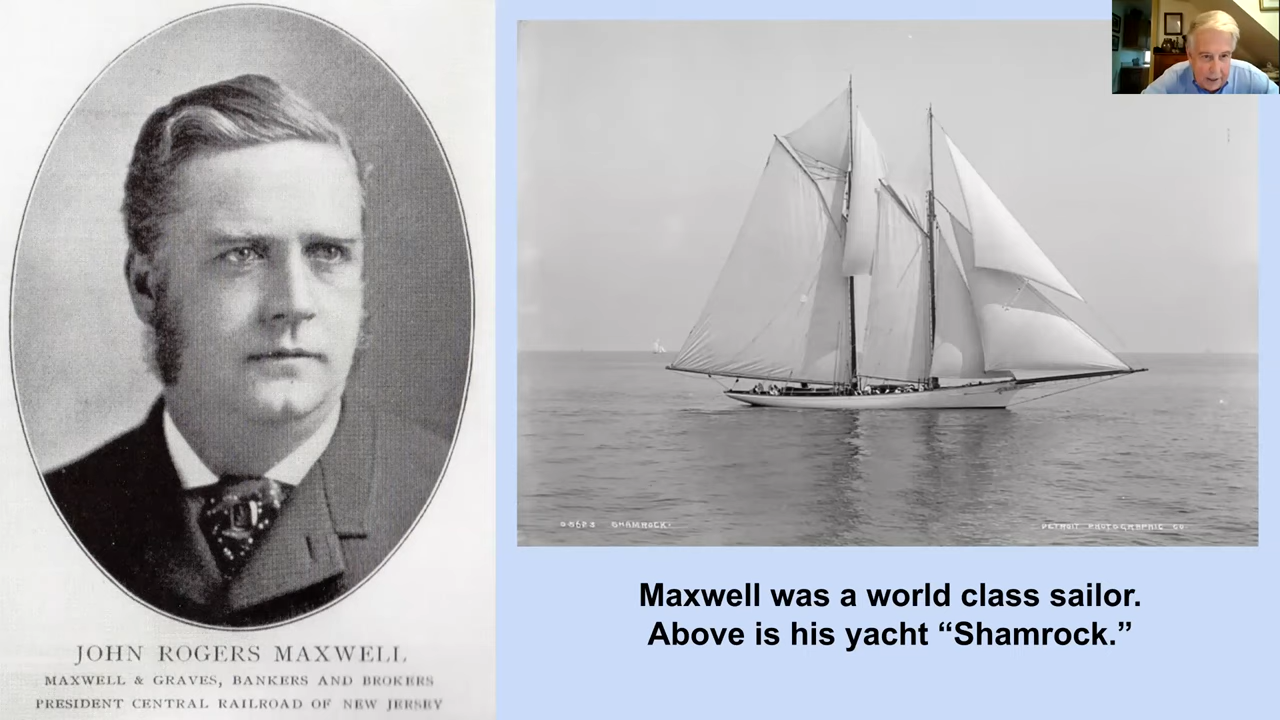 JOHN ROGERS MAXWELL
MAXWELL & GRAVES, BANKERS AND BROKERS
PRESIDENT CENTRAL RAILROAD OF NEW JERSEY
SHAMROCK.
DETROIT PHOTOGRAPHIC CO.
Maxwell was a world class sailor.
Above is his yacht “Shamrock.”